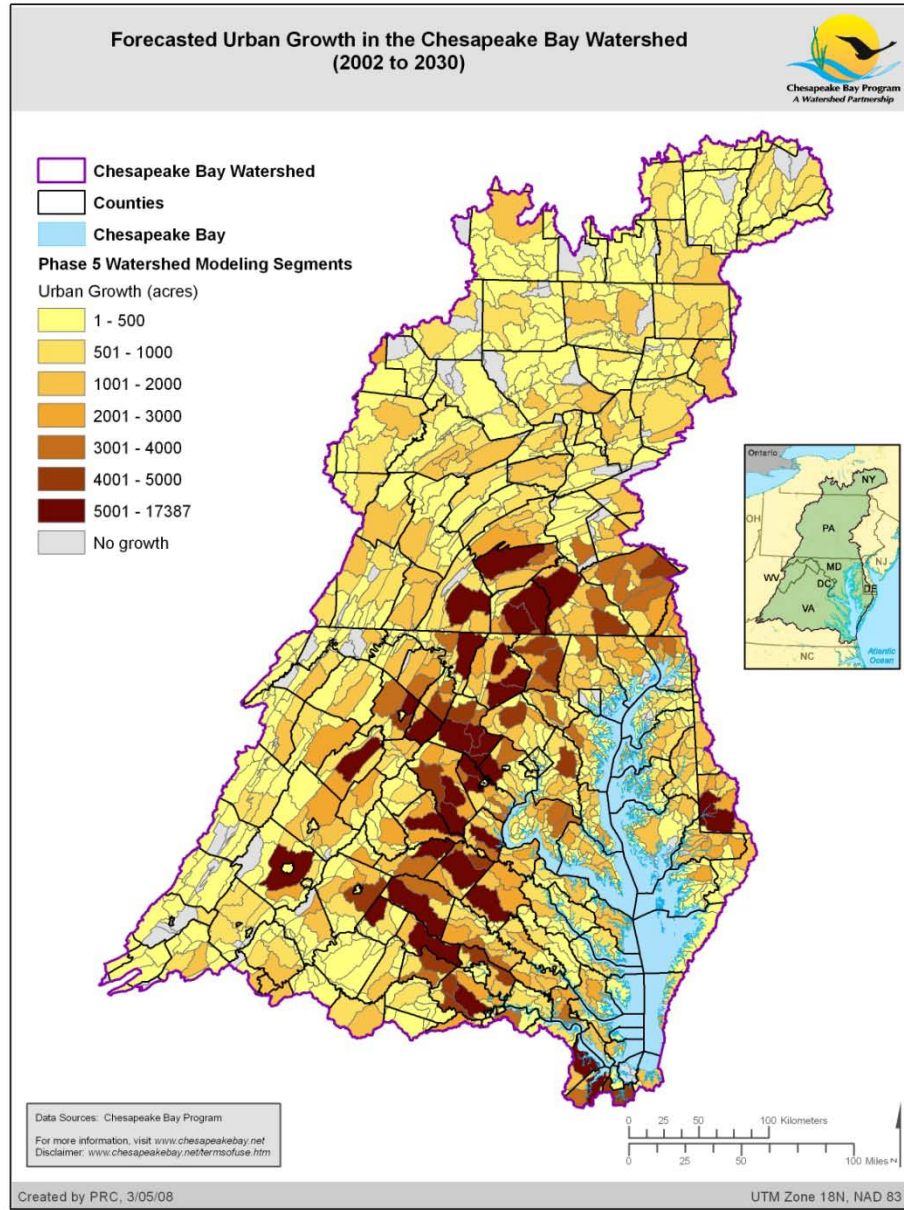 Forecasted Urban Growth in the Chesapeake Bay Watershed
(2002 to 2030)
Chesapeake Bay Program
A Watershed Partnership
Chesapeake Bay Watershed
Counties
Chesapeake Bay
Phase 5 Watershed Modeling Segments
Urban Growth (acres)
1 - 500
501 - 1000
1001 - 2000
2001 - 3000
3001 - 4000
4001 - 5000
5001 - 17387
No growth
Ontario
NY
OH
PA
NJ
MD
WV
DC
DE
VA
NC
Atlantic
Ocean
Data Sources: Chesapeake Bay Program
For more information, visit www.chesapeakebay.net
Disclaimer: www.chesapeakebay.net/termsofuse.htm
0 25 50 100 Kilometers
0 25 50 100 Miles
N
Created by PRC, 3/05/08
UTM Zone 18N, NAD 83